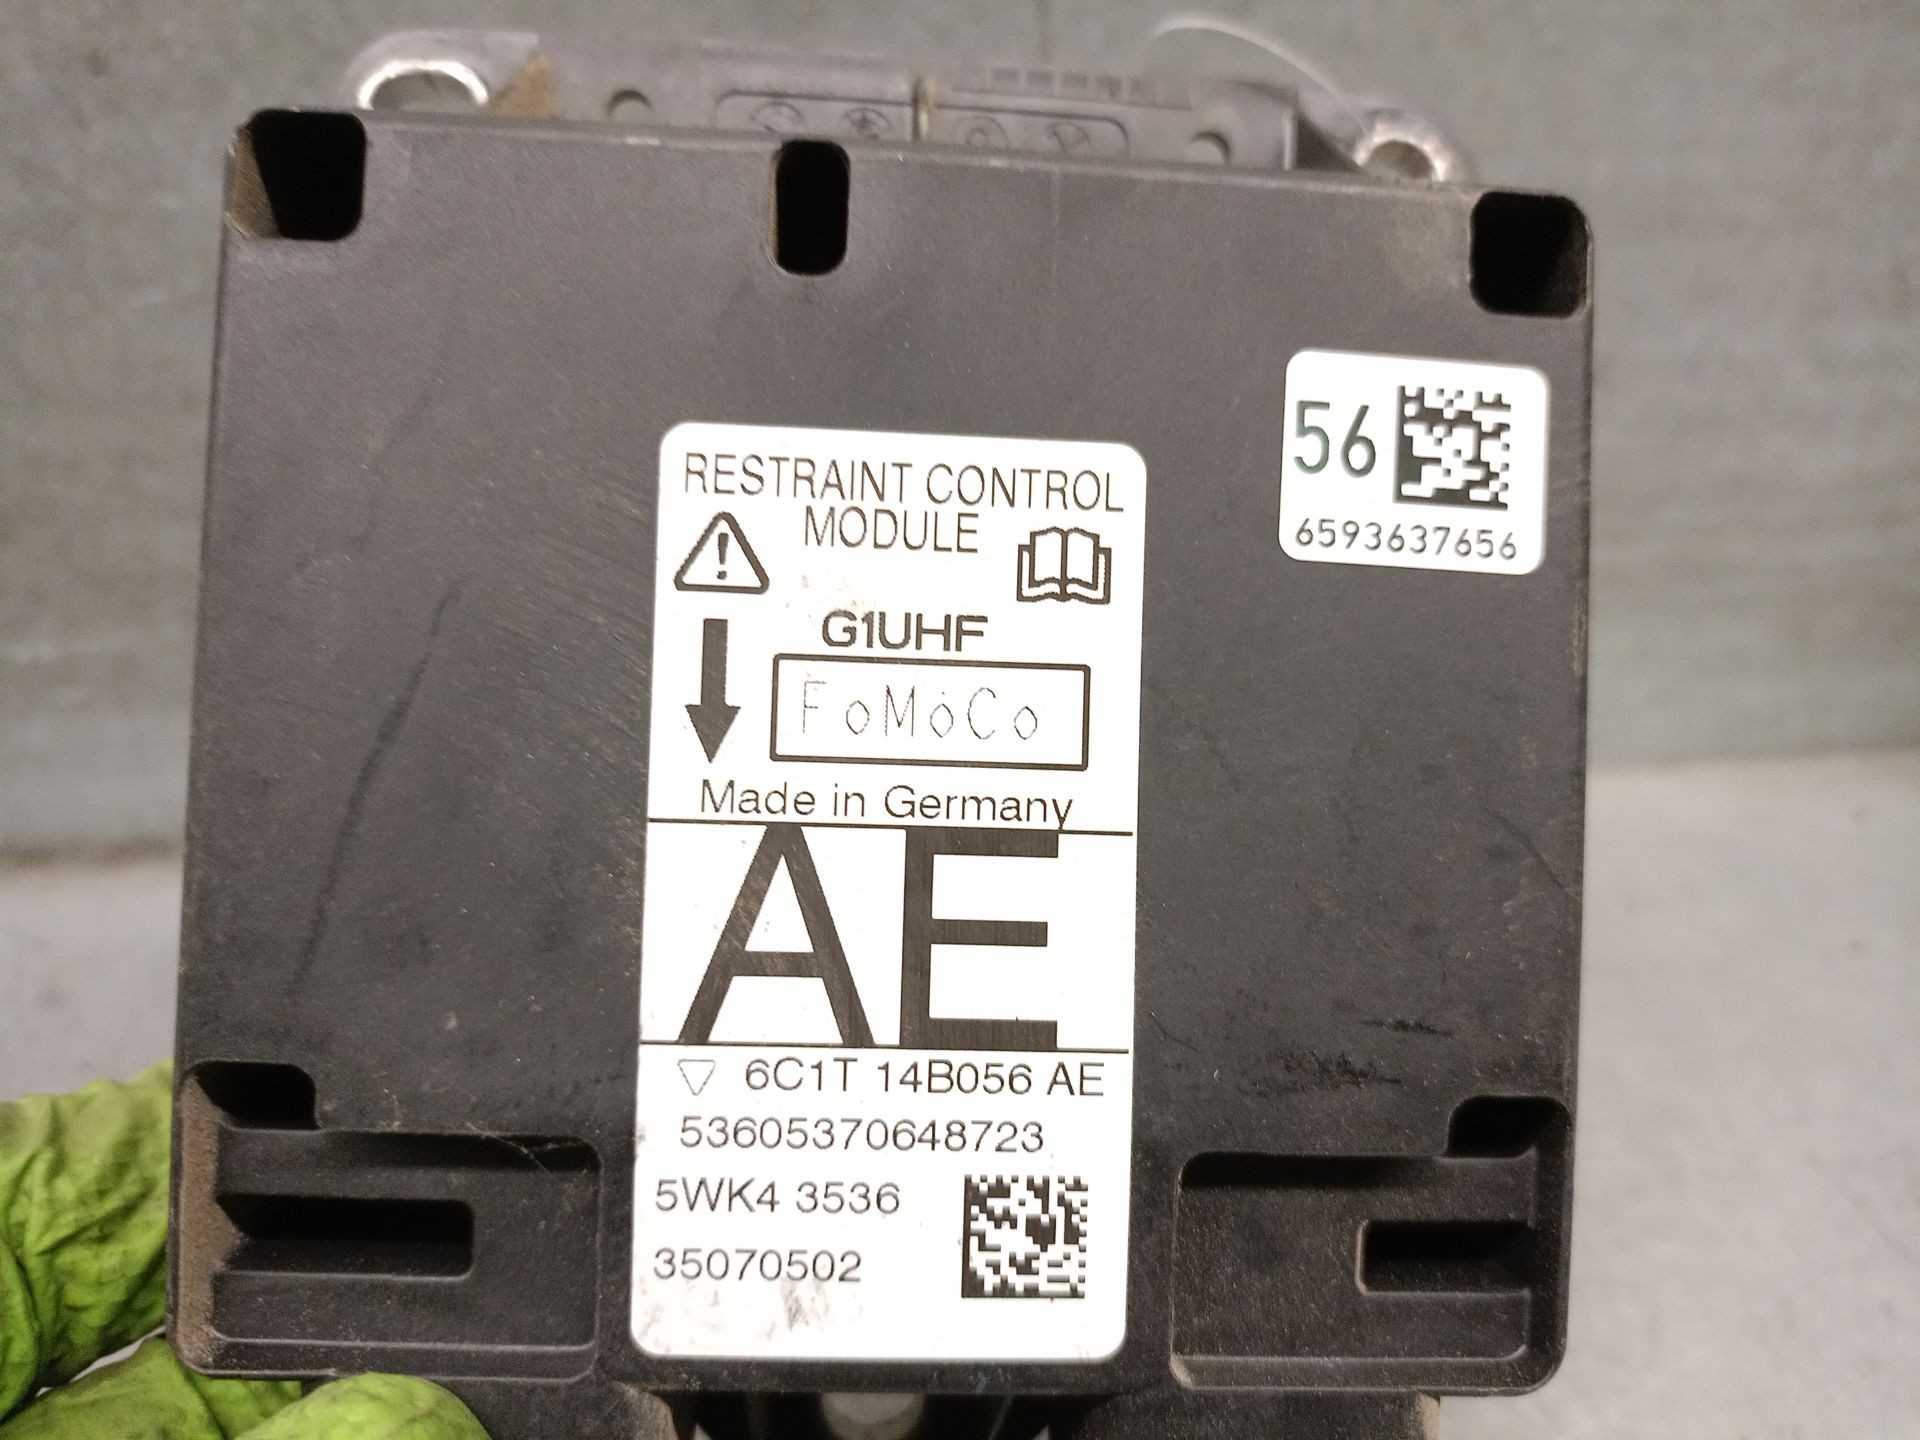 RESTRAINT CONTROL
MODULE
G1UHF
FoMoCo
Made in Germany
AE
6C1T 14B056 AE
53605370648723
5WK4 3536
35070502
56
6593637656